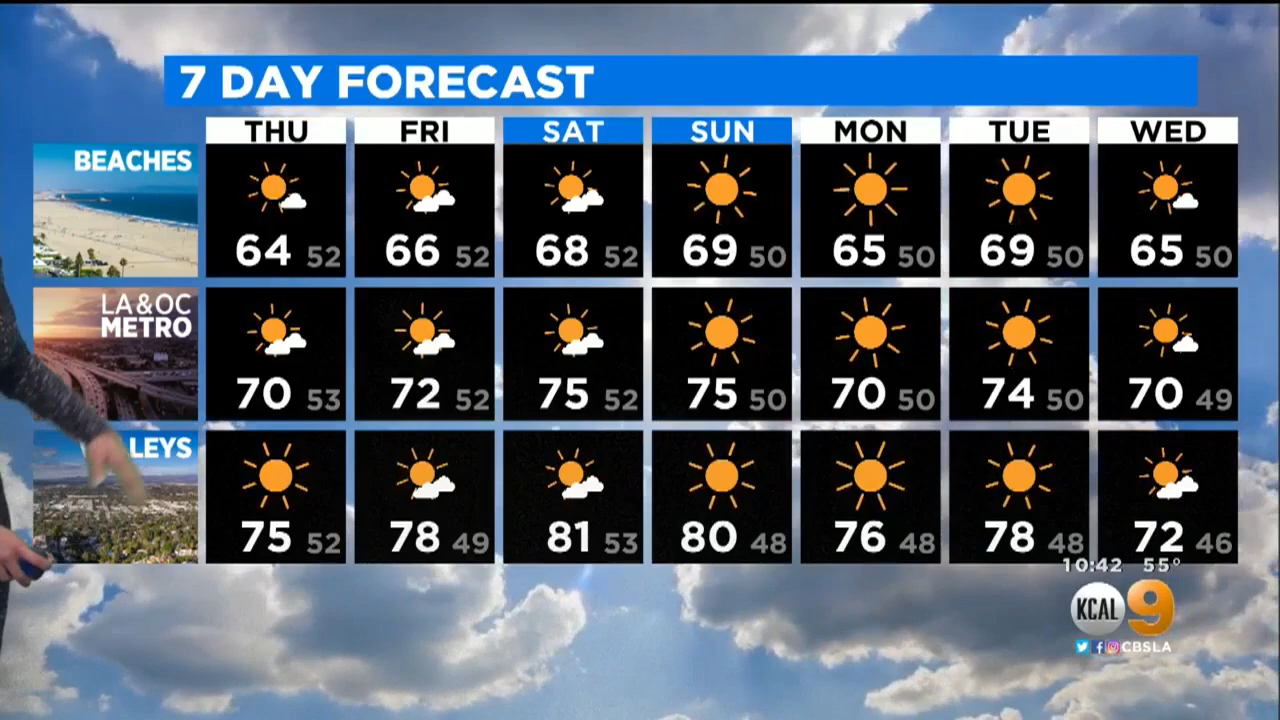 7 DAY FORECAST
THU FRI SAT SUN MON TUE WED
BEACHES
64 52 66 52 68 52 69 50 65 50 69 50 65 50
LA&OC
METRO
70 53 72 52 75 52 75 50 70 50 74 50 70 49
LEYS
75 52 78 49 81 53 80 48 76 48 78 48 72 46
10:42 55°
KCAL 9
CBSLA